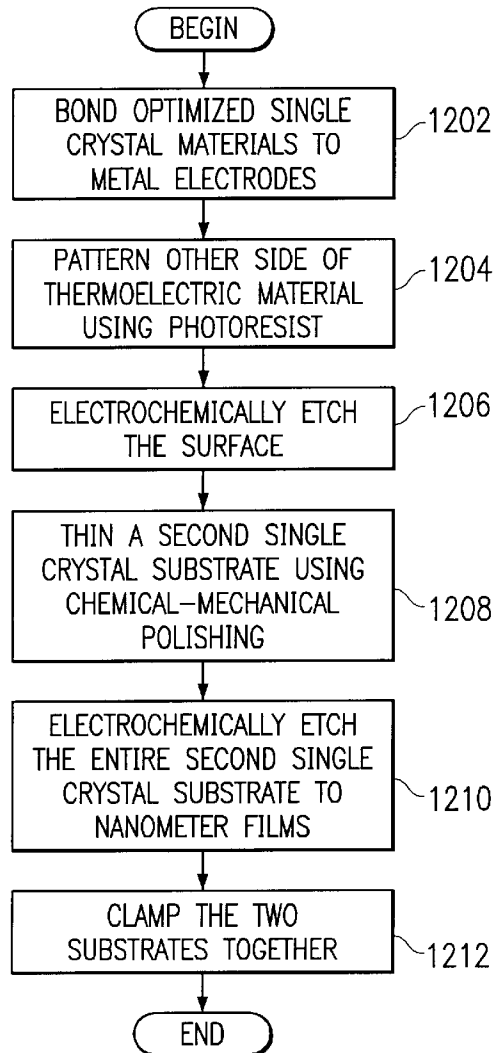 BEGIN
BOND OPTIMIZED SINGLE
CRYSTAL MATERIALS TO
METAL ELECTRODES
1202
PATTERN OTHER SIDE OF
THERMOELECTRIC MATERIAL
USING PHOTORESIST
1204
ELECTROCHEMICALLY ETCH
THE SURFACE
1206
THIN A SECOND SINGLE
CRYSTAL SUBSTRATE USING
CHEMICAL-MECHANICAL
POLISHING
1208
ELECTROCHEMICALLY ETCH
THE ENTIRE SECOND SINGLE
CRYSTAL SUBSTRATE TO
NANOMETER FILMS
1210
CLAMP THE TWO
SUBSTRATES TOGETHER
1212
END